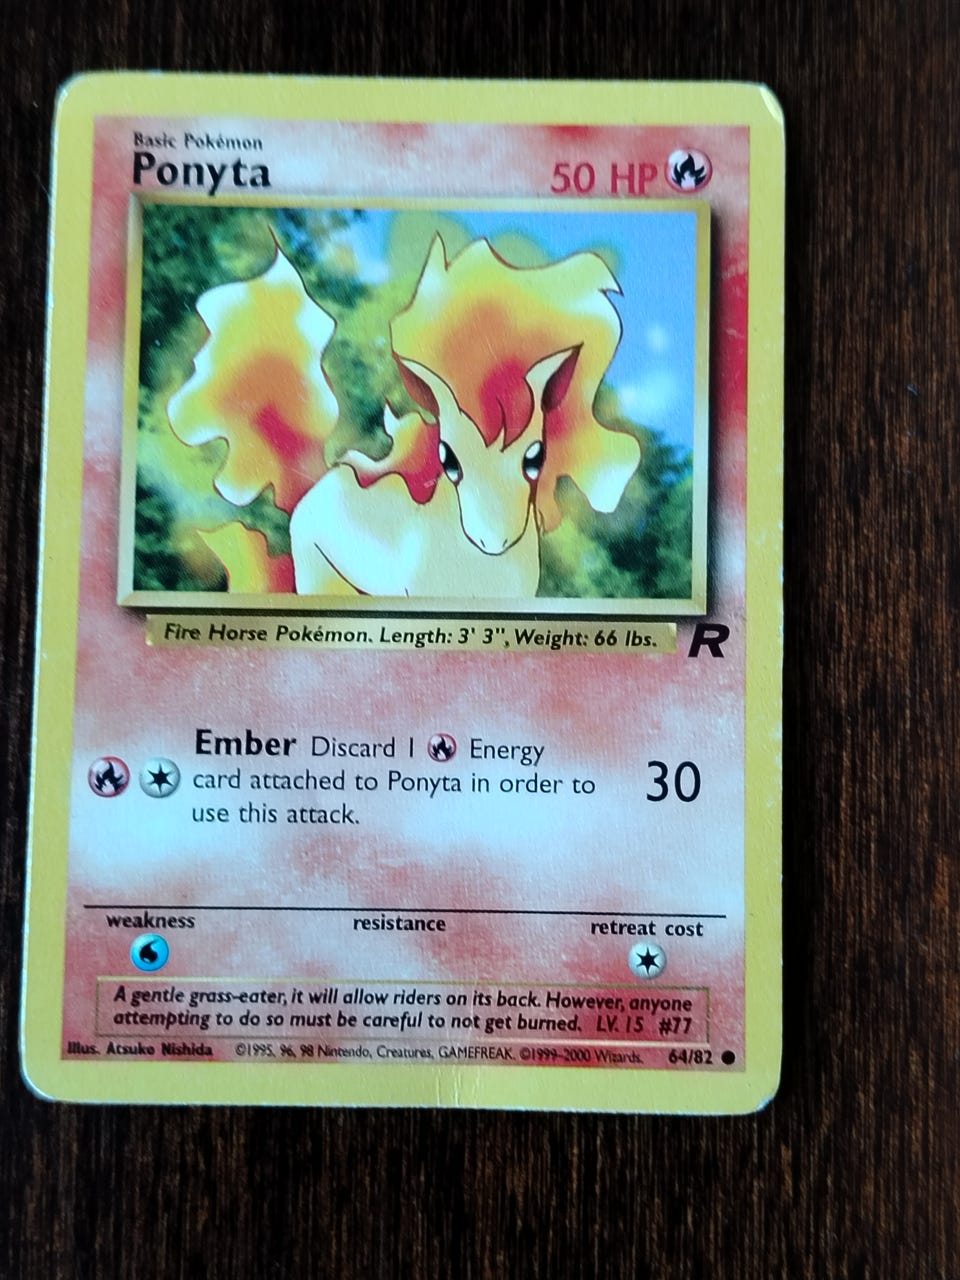 Basic Pokémon
Ponyta
50 HP
Fire Horse Pokémon. Length: 3' 3", Weight: 66 lbs.
R
Ember Discard 1 Energy
card attached to Ponyta in order to
use this attack.
30
weakness resistance retreat cost
A gentle grass-eater, it will allow riders on its back. However, anyone
attempting to do so must be careful to not get burned. LV. 15 #77
Illus. Atsuko Nishida ©1995, 96, 98 Nintendo, Creatures, GAMEFREAK. ©1999-2000 Wizards. 64/82